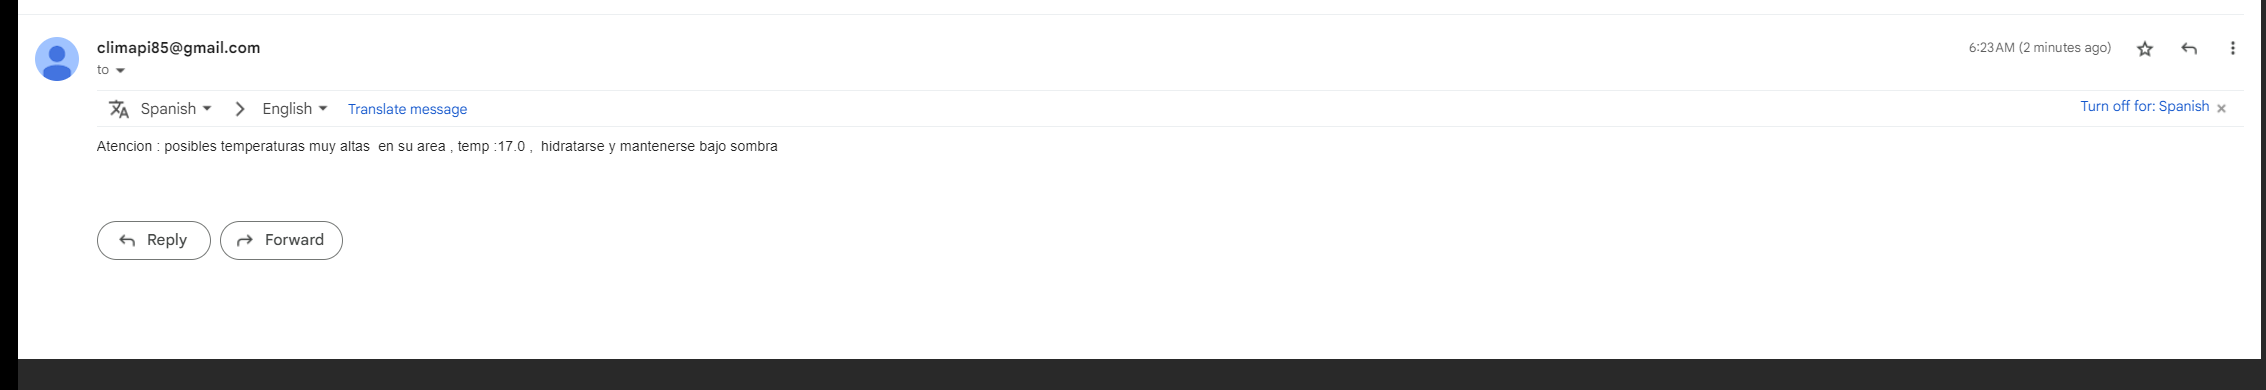 climapi85@gmail.com
6:23 AM (2 minutes ago)
to
Spanish
English
Translate message
Turn off for: Spanish
Atencion : posibles temperaturas muy altas  en su area , temp :17.0 ,  hidratarse y mantenerse bajo sombra
Reply
Forward